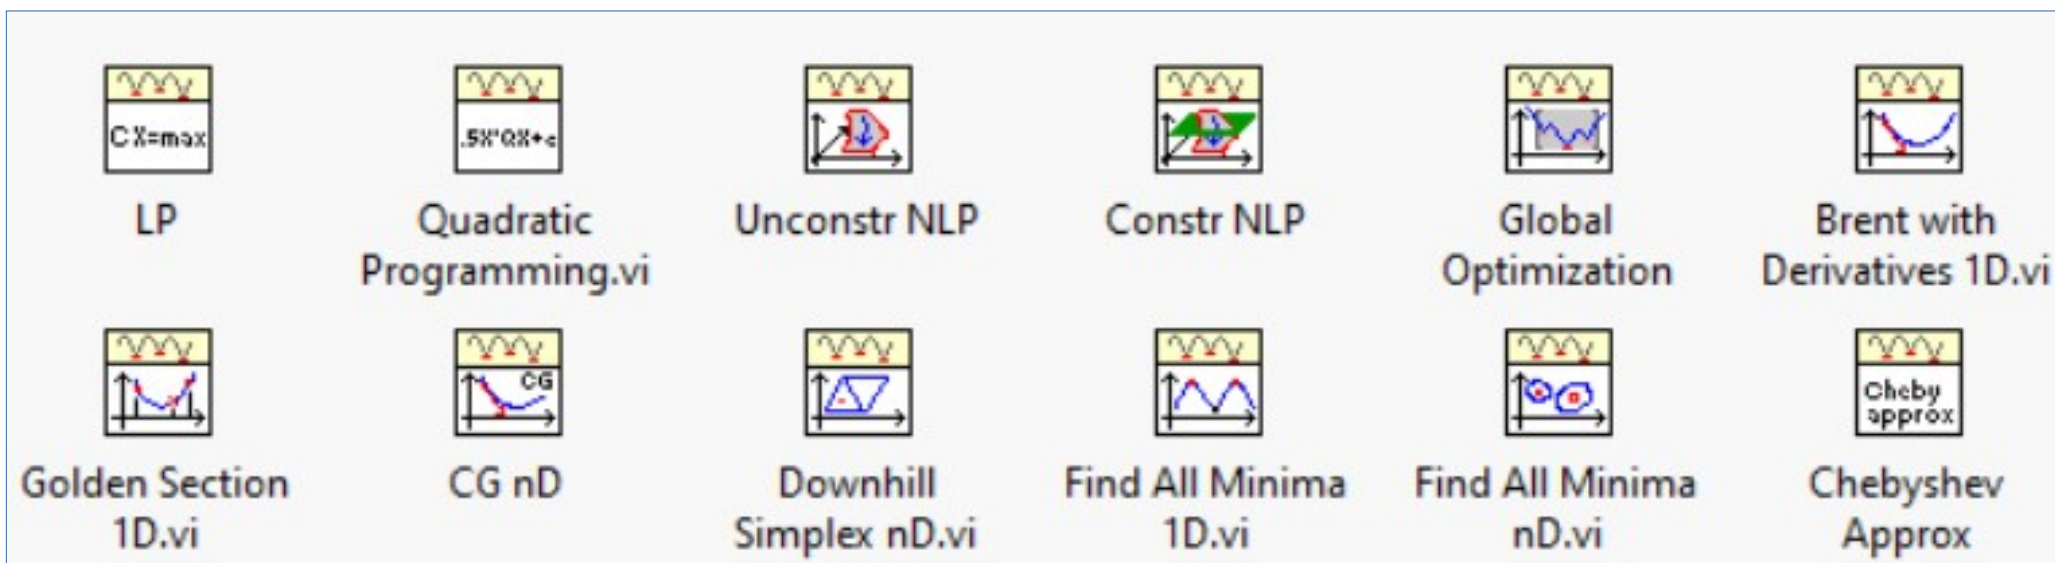 CX=max
.5X'QX+c
LP
Quadratic
Programming.vi
Unconstr NLP
Constr NLP
Global
Optimization
Brent with
Derivatives 1D.vi
CG
Cheby
approx
Golden Section
1D.vi
CG nD
Downhill
Simplex nD.vi
Find All Minima
1D.vi
Find All Minima
nD.vi
Chebyshev
Approx